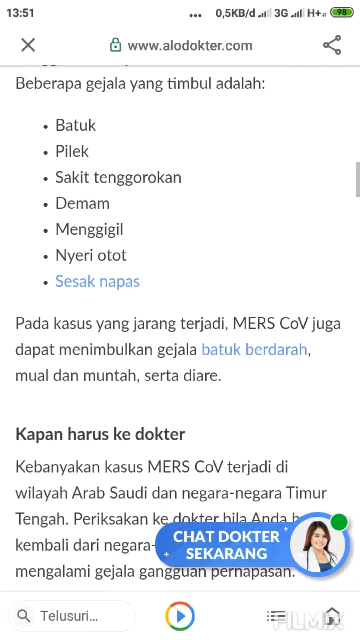 13:51 ... 0,5KB/d 3G H+ 98
www.alodokter.com
Beberapa gejala yang timbul adalah:
• Batuk
• Pilek
• Sakit tenggorokan
• Demam
• Menggigil
• Nyeri otot
• Sesak napas
Pada kasus yang jarang terjadi, MERS CoV juga
dapat menimbulkan gejala batuk berdarah,
mual dan muntah, serta diare.
Kapan harus ke dokter
Kebanyakan kasus MERS CoV terjadi di
wilayah Arab Saudi dan negara-negara Timur
Tengah. Periksakan ke dokter bila Anda
kembali dari negara-
mengalami gejala gangguan pernapasan.
CHAT DOKTER
SEKARANG
Telusuri...
FILMIX